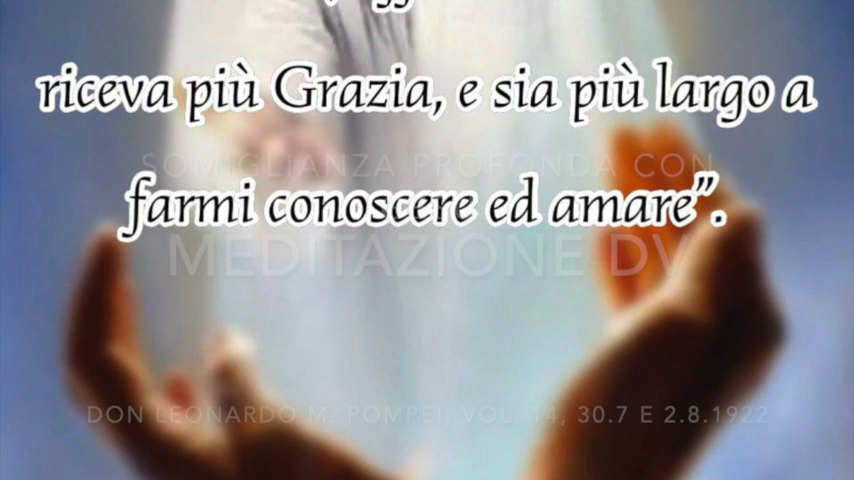 riceva più Grazia, e sia più largo a
SOMIGLIANZA PROFONDA CON
farmi conoscere ed amare”.
MEDITAZIONE DV
DON LEONARDO M. POMPEI, VOL. 14, 30.7 E 2.8.1922